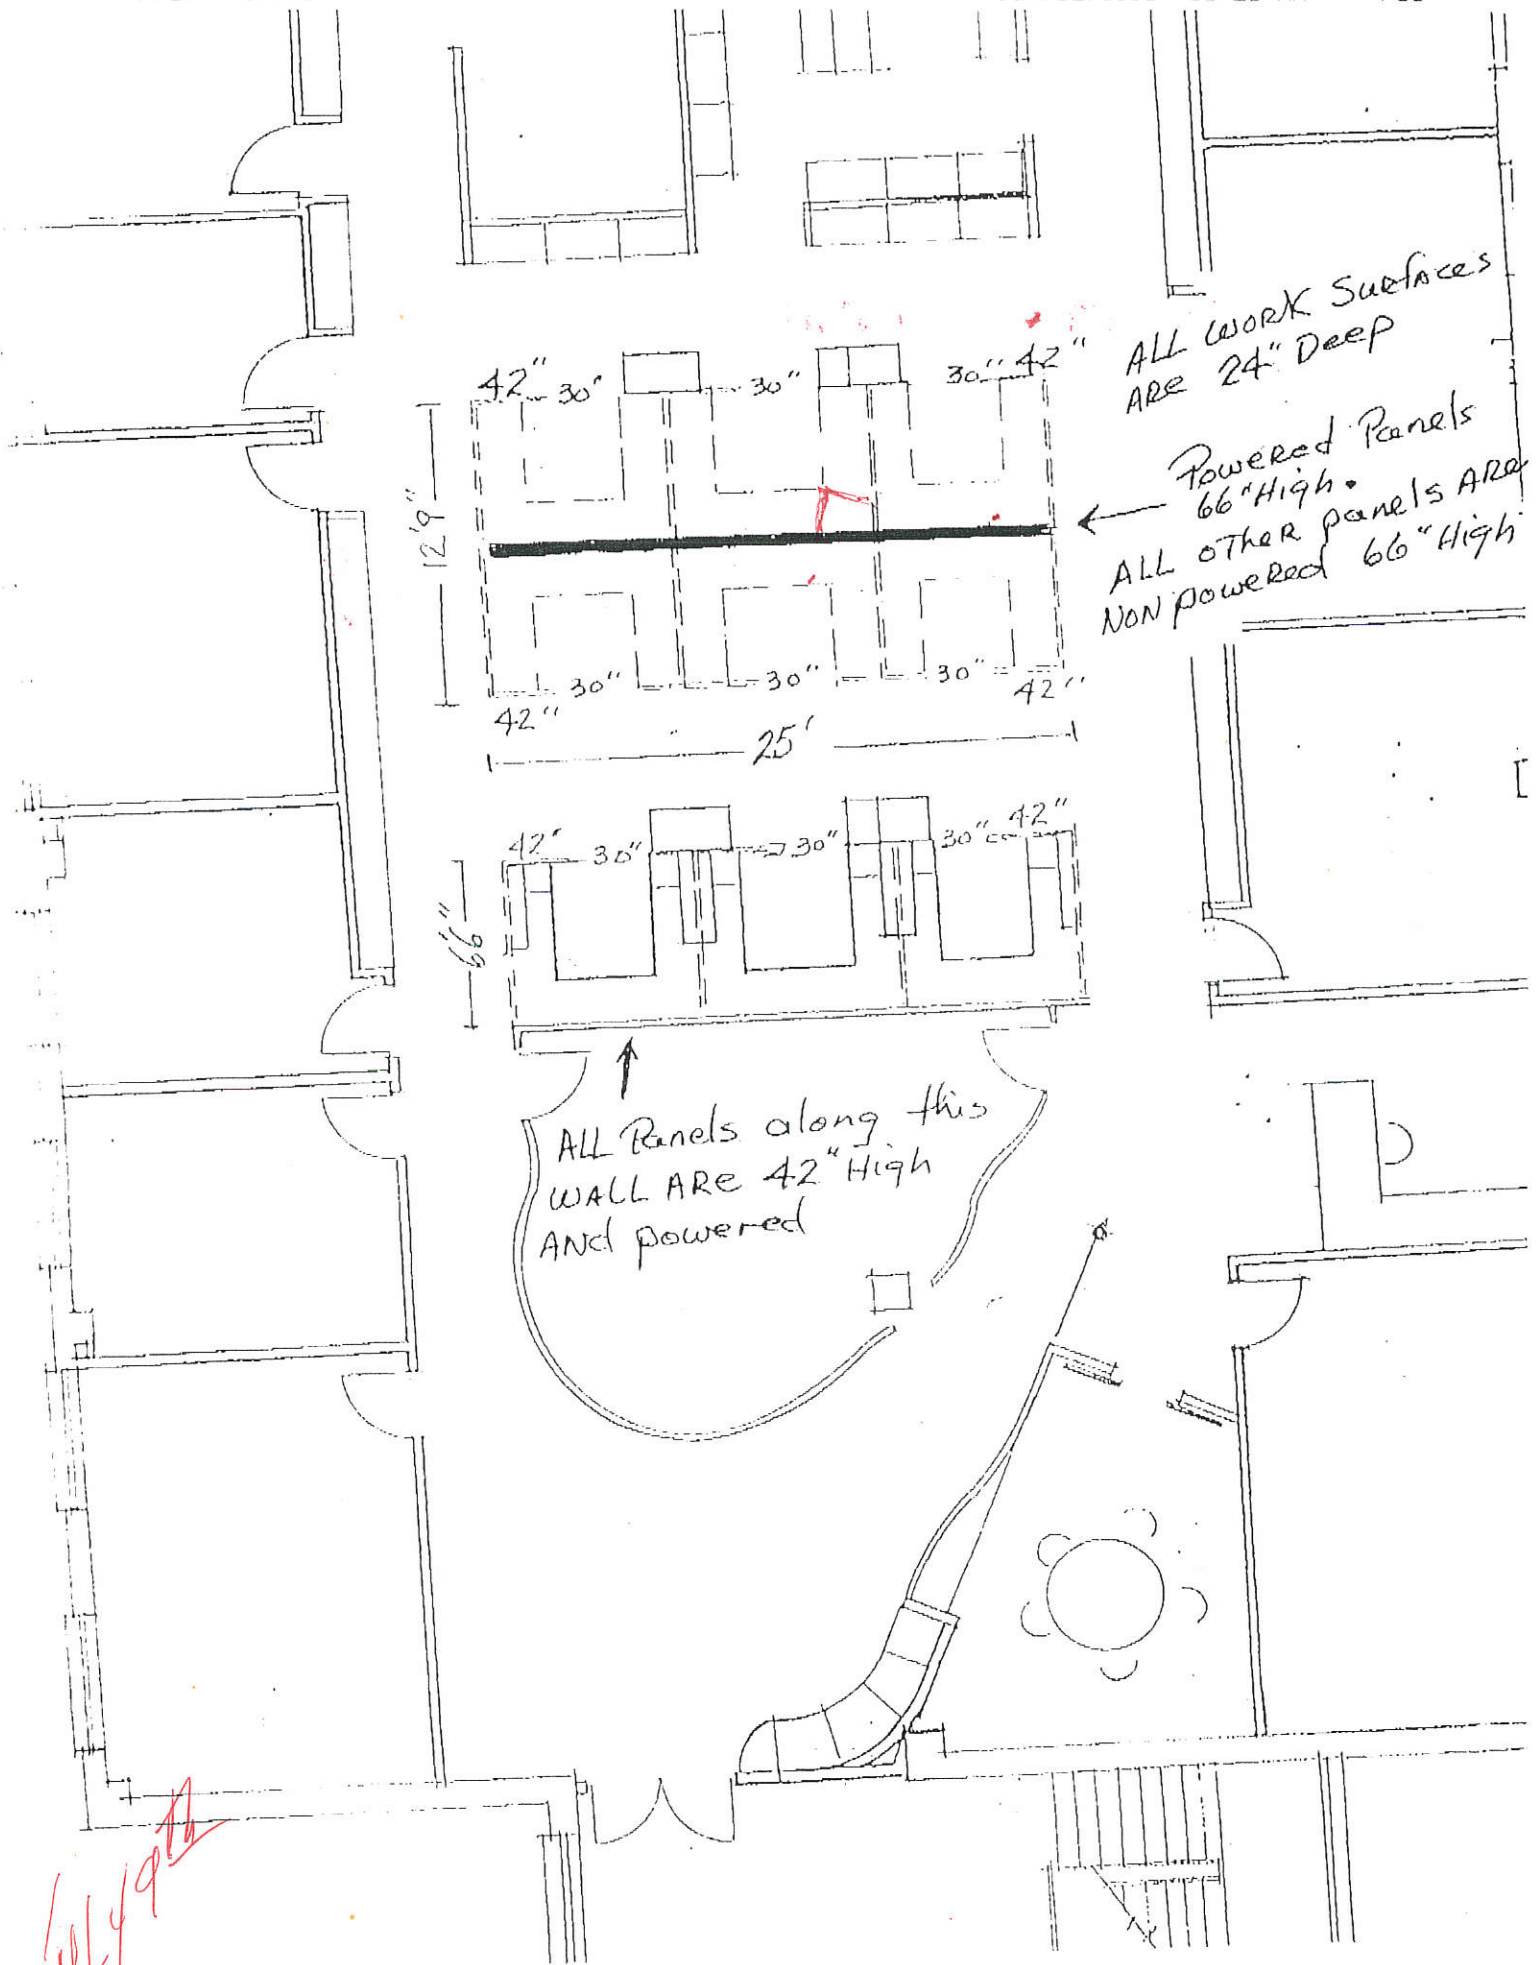 ALL WORK Surfaces
ARE 24" Deep
42" 30" 30" 30" 42"
Powered Panels
66" High.
ALL other panels ARE
NON powered 66" High
12'9"
30" 30" 30"
42" 42"
25'
42" 30" 30" 30" 42"
66"
ALL Panels along this
WALL ARE 42" High
AND powered
July 9th